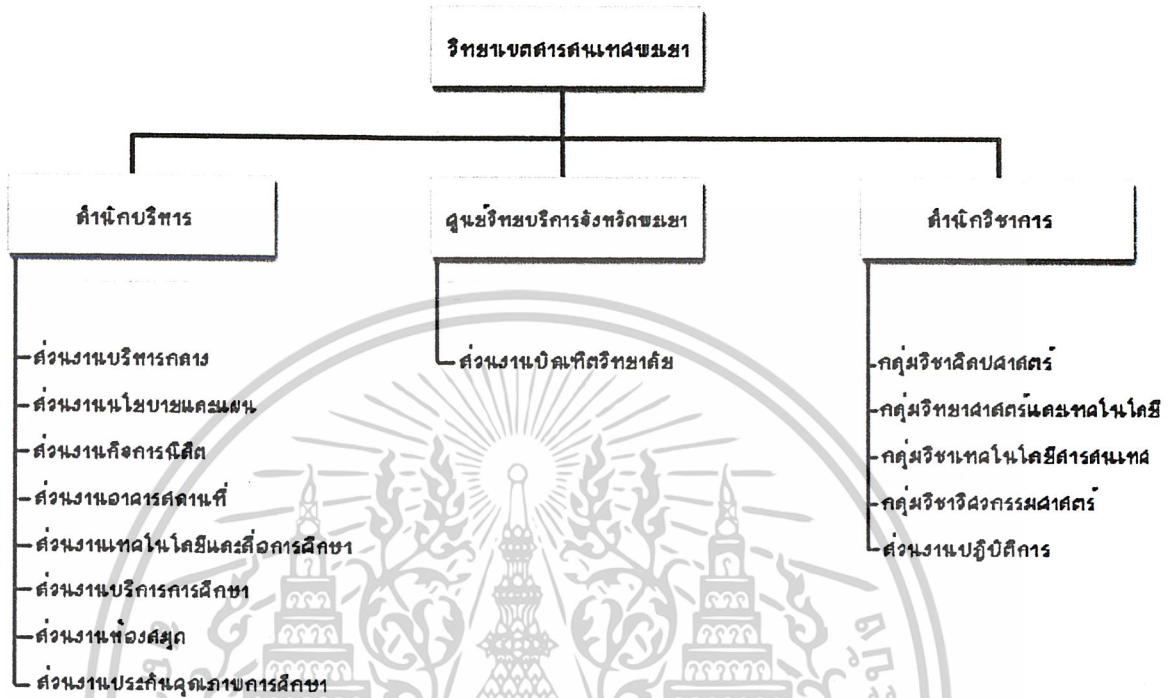 วิทยาเขตสารสนเทศพะเยา
สำนักบริหาร
ศูนย์วิทยบริการจังหวัดพะเยา
สำนักวิชาการ
ส่วนงานบริหารกลาง
ส่วนงานนโยบายและแผน
ส่วนงานกิจการนิสิต
ส่วนงานอาคารสถานที่
ส่วนงานเทคโนโลยีและสื่อการศึกษา
ส่วนงานบริการการศึกษา
ส่วนงานห้องสมุด
ส่วนงานประกันคุณภาพการศึกษา
ส่วนงานบัณฑิตวิทยาลัย
กลุ่มวิชาศิลปศาสตร์
กลุ่มวิทยาศาสตร์และเทคโนโลยี
กลุ่มวิชาเทคโนโลยีสารสนเทศ
กลุ่มวิชาวิศวกรรมศาสตร์
ส่วนงานปฏิบัติการ